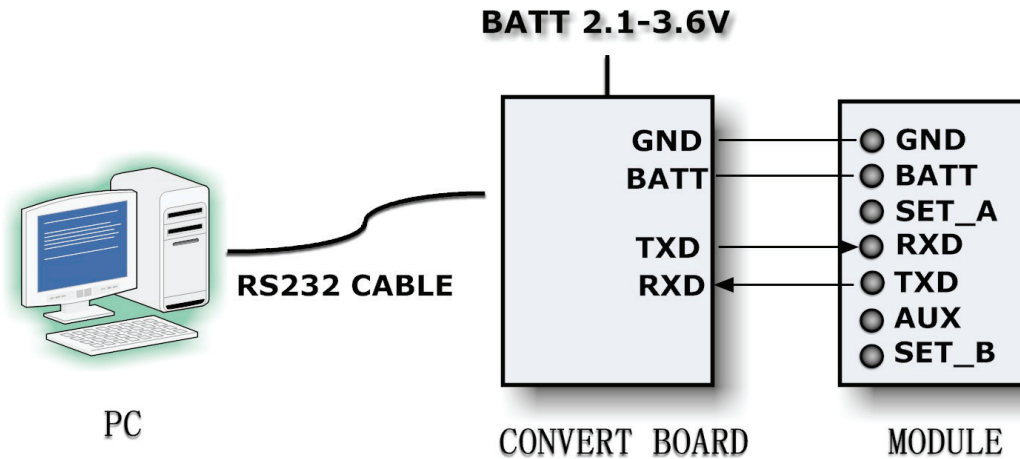 BATT 2.1-3.6V
GND
BATT
TXD
RXD
GND
BATT
SET_A
RXD
TXD
AUX
SET_B
RS232 CABLE
PC
CONVERT BOARD
MODULE